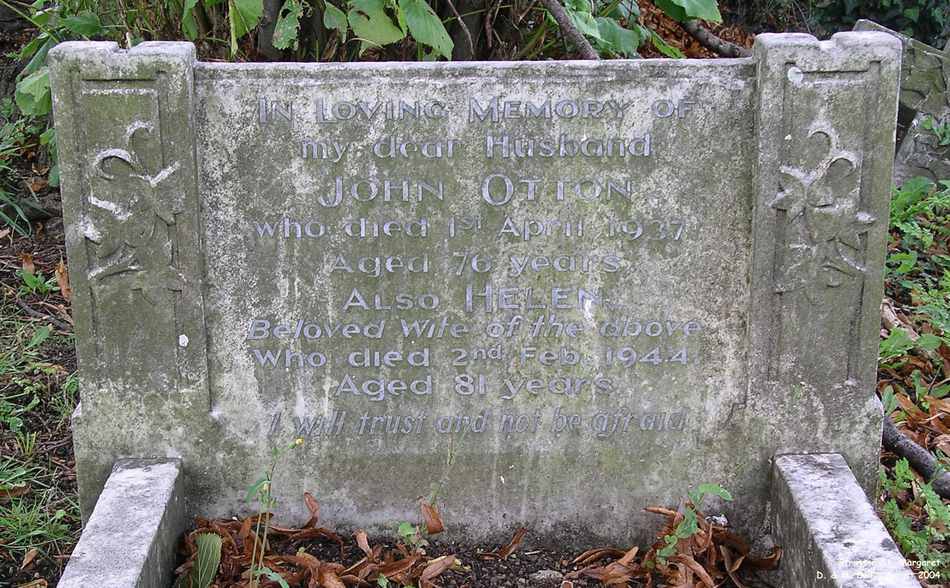 In Loving Memory of
my dear Husband
John Otton
who died 1st April 1937
Aged 76 years
Also Helen
Beloved Wife of the above
Who died 2nd Feb. 1944
Aged 81 years
I will trust and not be afraid
Margaret
D. 2004